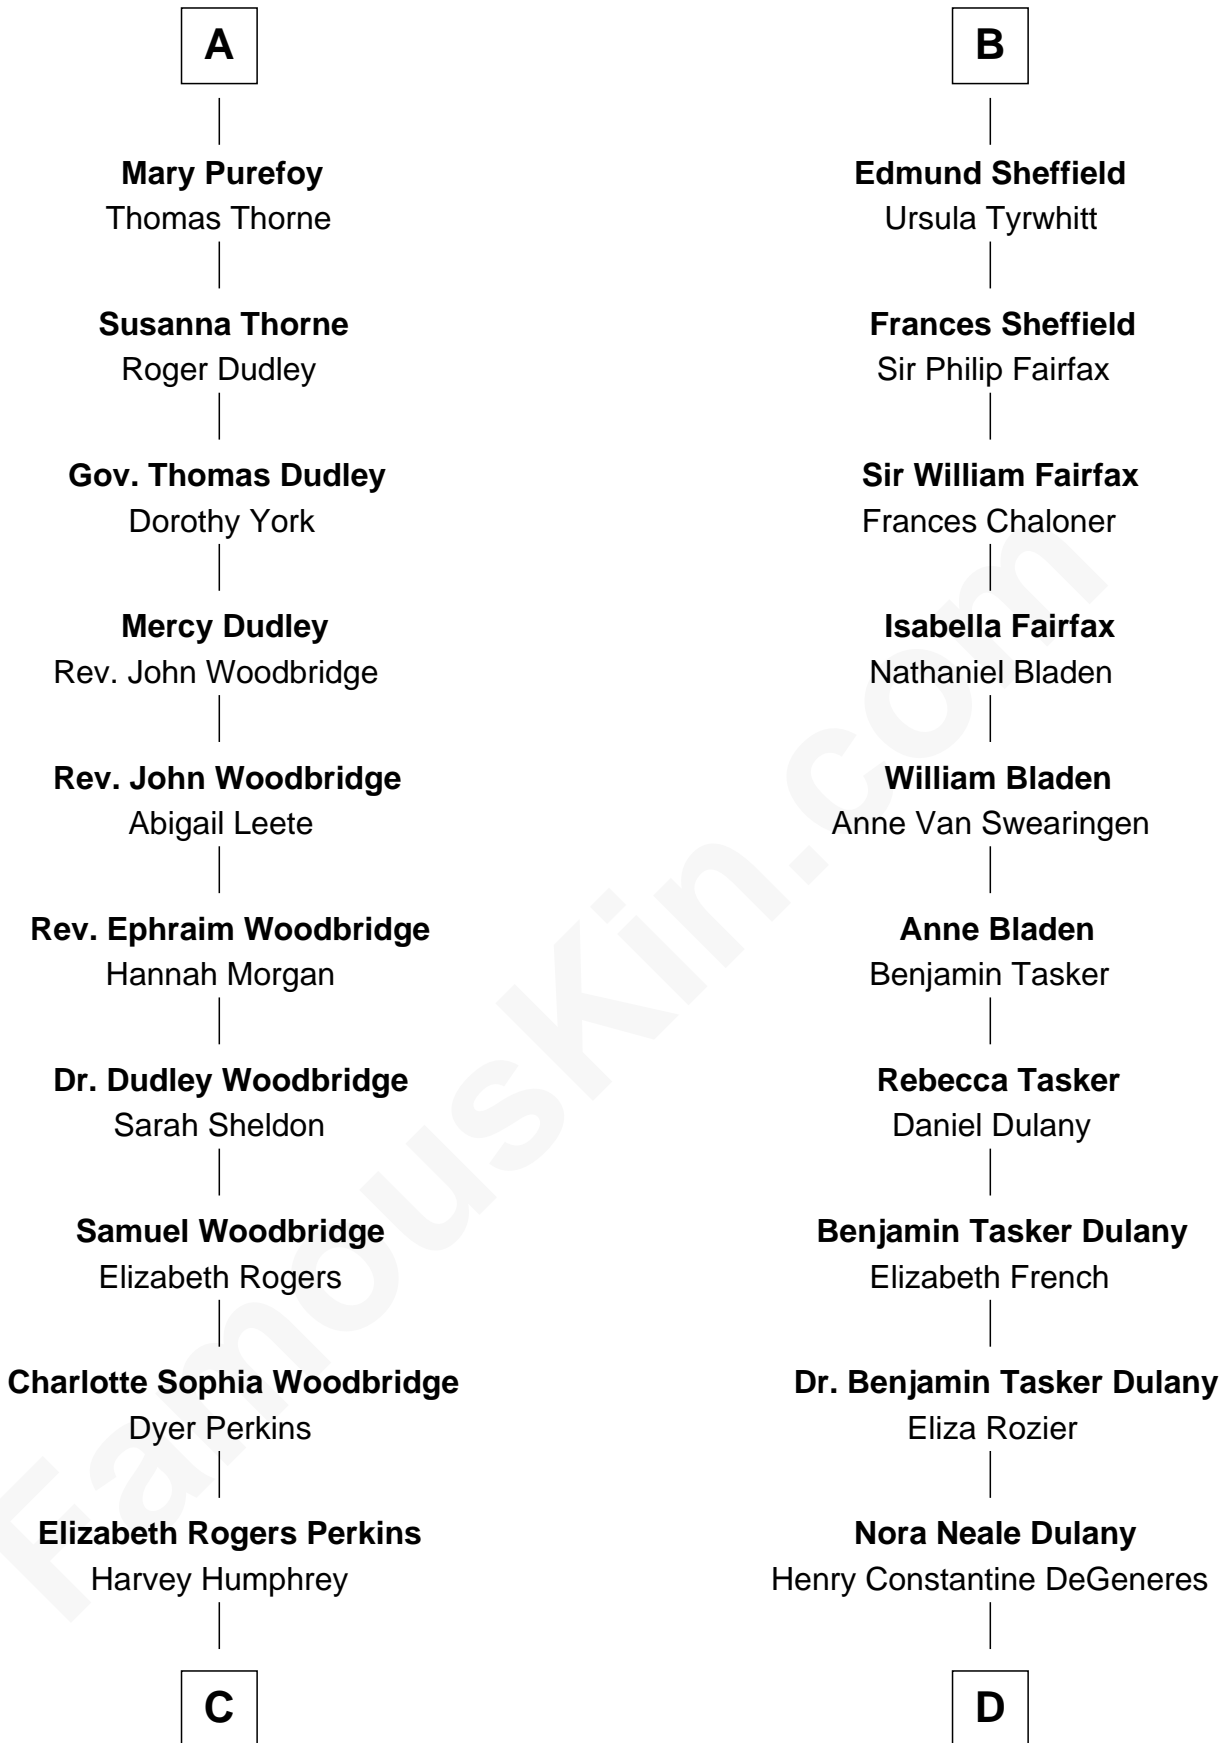 A
Mary Purefoy
Thomas Thorne
Susanna Thorne
Roger Dudley
Gov. Thomas Dudley
Dorothy York
Mercy Dudley
Rev. John Woodbridge
Rev. John Woodbridge
Abigail Leete
Rev. Ephraim Woodbridge
Hannah Morgan
Dr. Dudley Woodbridge
Sarah Sheldon
Samuel Woodbridge
Elizabeth Rogers
Charlotte Sophia Woodbridge
Dyer Perkins
Elizabeth Rogers Perkins
Harvey Humphrey
C
B
Edmund Sheffield
Ursula Tyrwhitt
Frances Sheffield
Sir Philip Fairfax
Sir William Fairfax
Frances Chaloner
Isabella Fairfax
Nathaniel Bladen
William Bladen
Anne Van Swearingen
Anne Bladen
Benjamin Tasker
Rebecca Tasker
Daniel Dulany
Benjamin Tasker Dulany
Elizabeth French
Dr. Benjamin Tasker Dulany
Eliza Rozier
Nora Neale Dulany
Henry Constantine DeGeneres
D
FamousKin.com